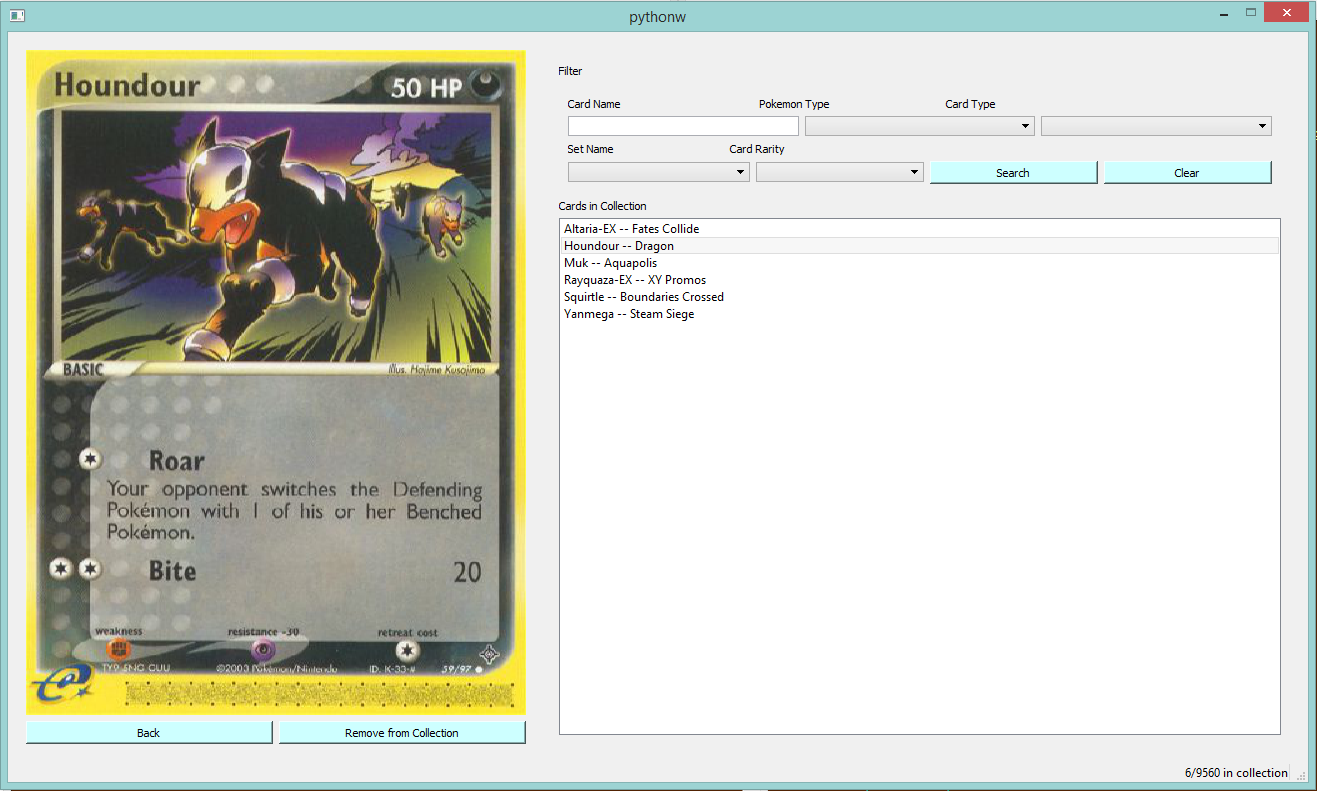 pythonw
Houndour 50 HP
BASIC Illus. Hajime Kusajima
Roar
Your opponent switches the Defending
Pokémon with 1 of his or her Benched
Pokémon.
Bite 20
weakness resistance -30 retreat cost
©2003 Pokémon/Nintendo ID. K-33-# 59/97
e
Back Remove from Collection
Filter
Card Name Pokemon Type Card Type
Set Name Card Rarity
Search Clear
Cards in Collection
Altaria-EX -- Fates Collide
Houndour -- Dragon
Muk -- Aquapolis
Rayquaza-EX -- XY Promos
Squirtle -- Boundaries Crossed
Yanmega -- Steam Siege
6/9560 in collection